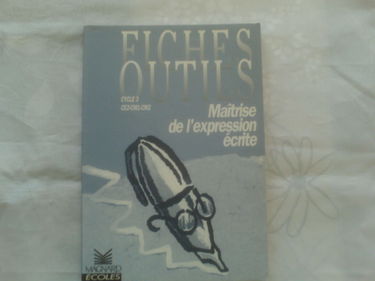 FICHES
OUTILS
CYCLE 3
CE2-CM1-CM2
Maîtrise
de l'expression
écrite
MAGNARD
ÉCOLES